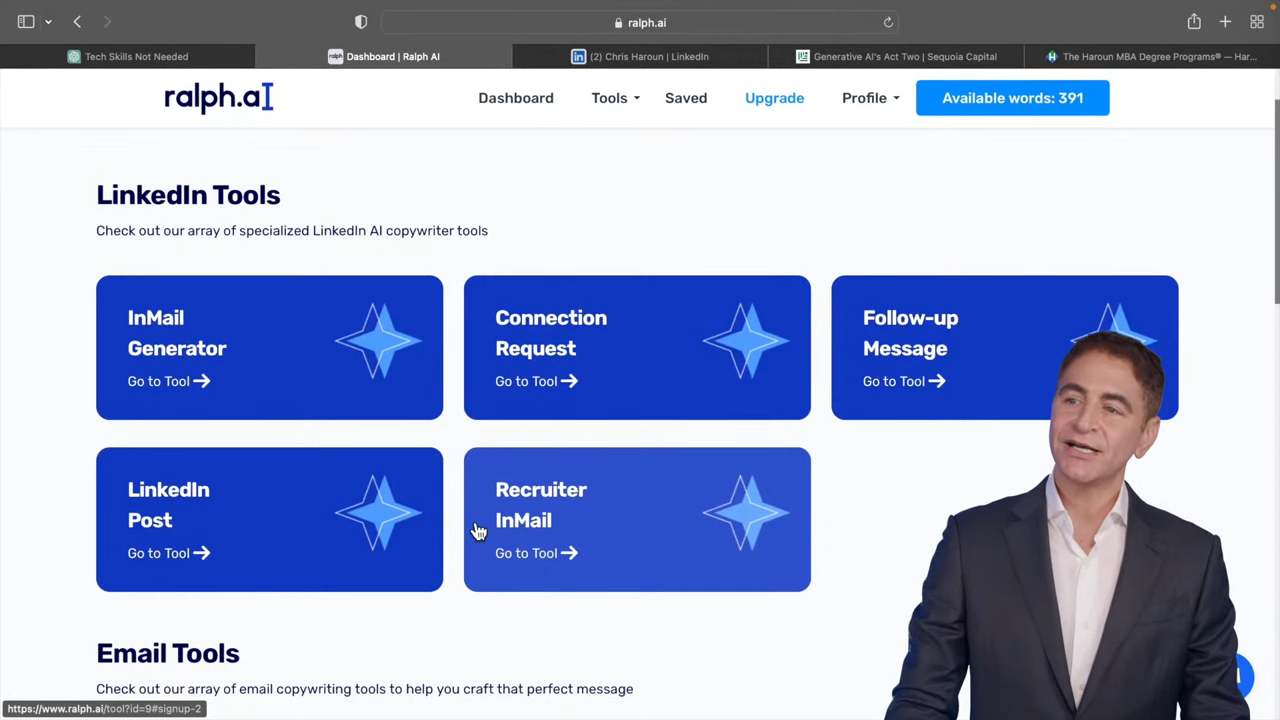 ralph.ai
Tech Skills Not Needed
ralph Dashboard | Ralph AI
in (2) Chris Haroun | LinkedIn
Generative AI's Act Two | Sequoia Capital
The Haroun MBA Degree Programs® — Har...
ralph.aI
Dashboard
Tools
Saved
Upgrade
Profile
Available words: 391
LinkedIn Tools
Check out our array of specialized LinkedIn AI copywriter tools
InMail
Generator
Go to Tool
Connection
Request
Go to Tool
Follow-up
Message
Go to Tool
LinkedIn
Post
Go to Tool
Recruiter
InMail
Go to Tool
Email Tools
Check out our array of email copywriting tools to help you craft that perfect message
https://www.ralph.ai/tool?id=9#signup-2